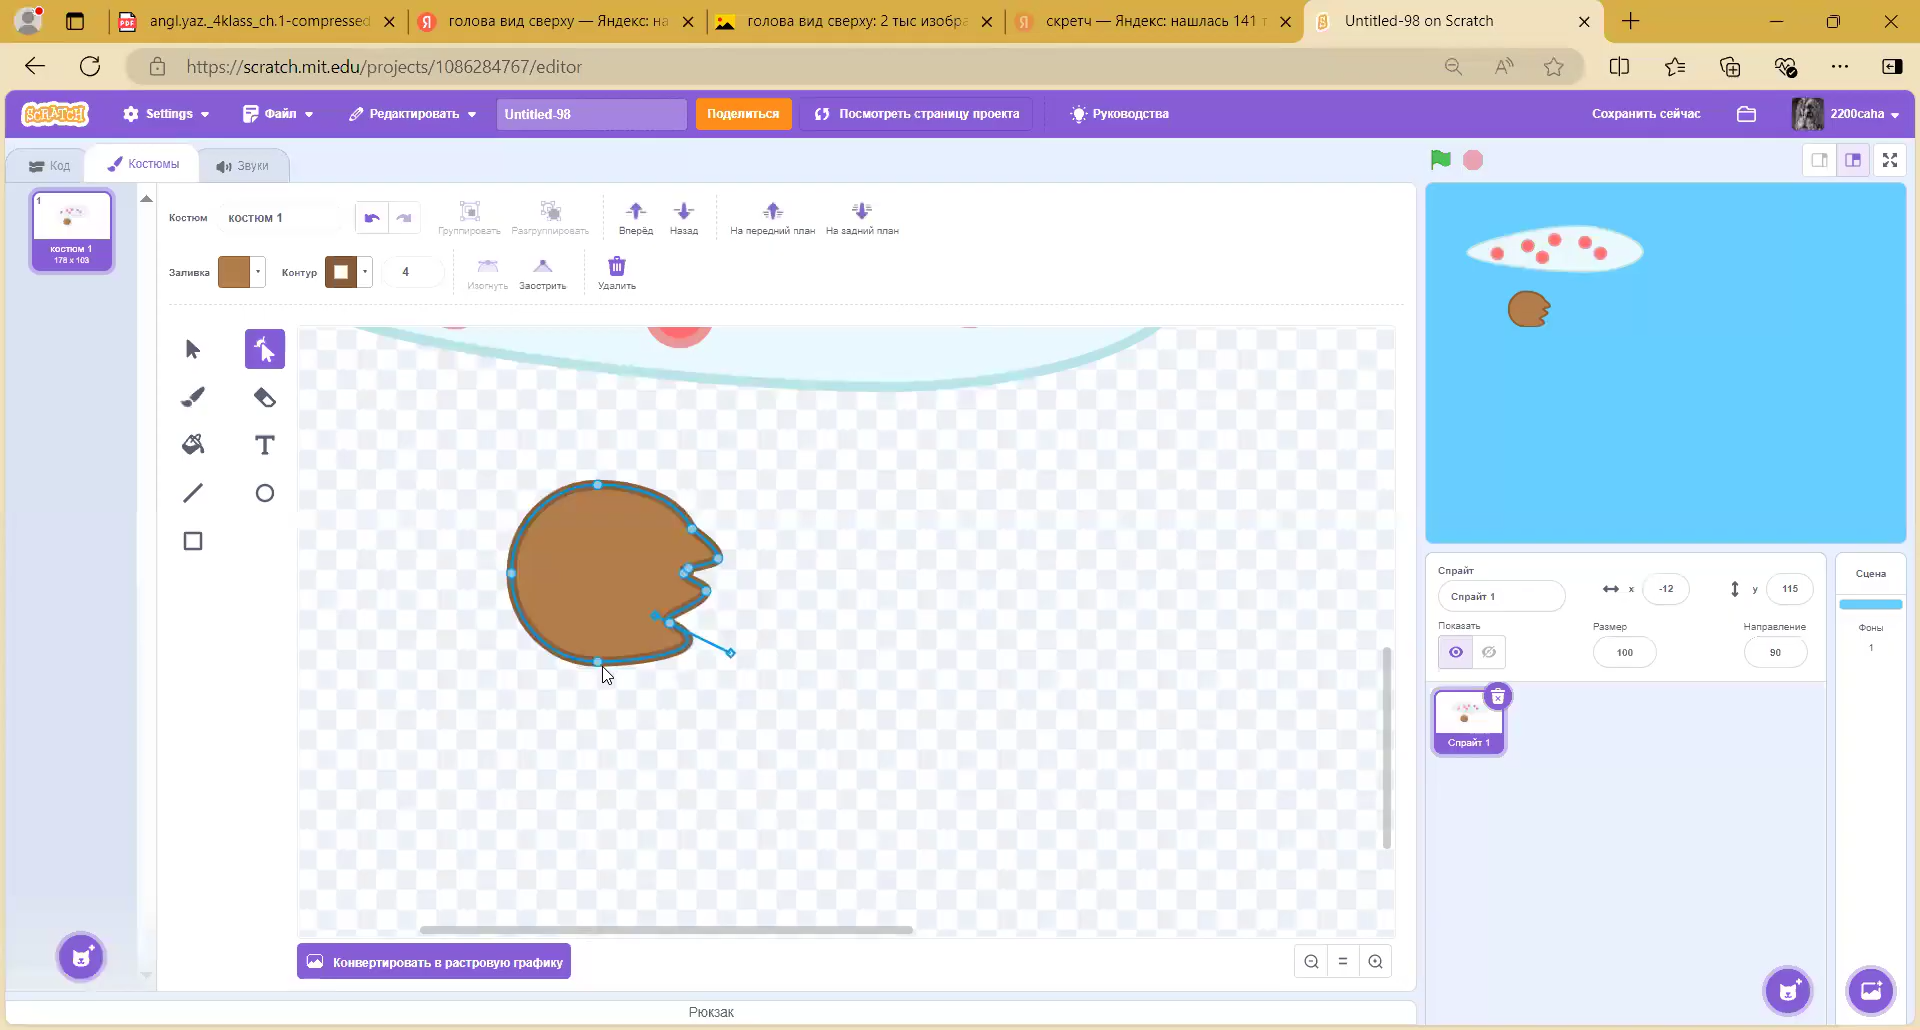 angl.yaz._4klass_ch.1-compressed
голова вид сверху — Яндекс: на
голова вид сверху: 2 тыс изобра
скретч — Яндекс: нашлась 141 т
Untitled-98 on Scratch
https://scratch.mit.edu/projects/1086284767/editor
SCRATCH
Settings
Файл
Редактировать
Untitled-98
Поделиться
Посмотреть страницу проекта
Руководства
Сохранить сейчас
2200caha
Код
Костюмы
Звуки
1
костюм 1
178 x 103
Костюм
костюм 1
Группировать
Разгруппировать
Вперёд
Назад
На передний план
На задний план
Заливка
Контур
4
Изогнуть
Заострить
Удалить
Конвертировать в растровую графику
Рюкзак
Спрайт
Спрайт 1
x
-12
y
115
Показать
Размер
100
Направление
90
Спрайт 1
Сцена
Фоны
1